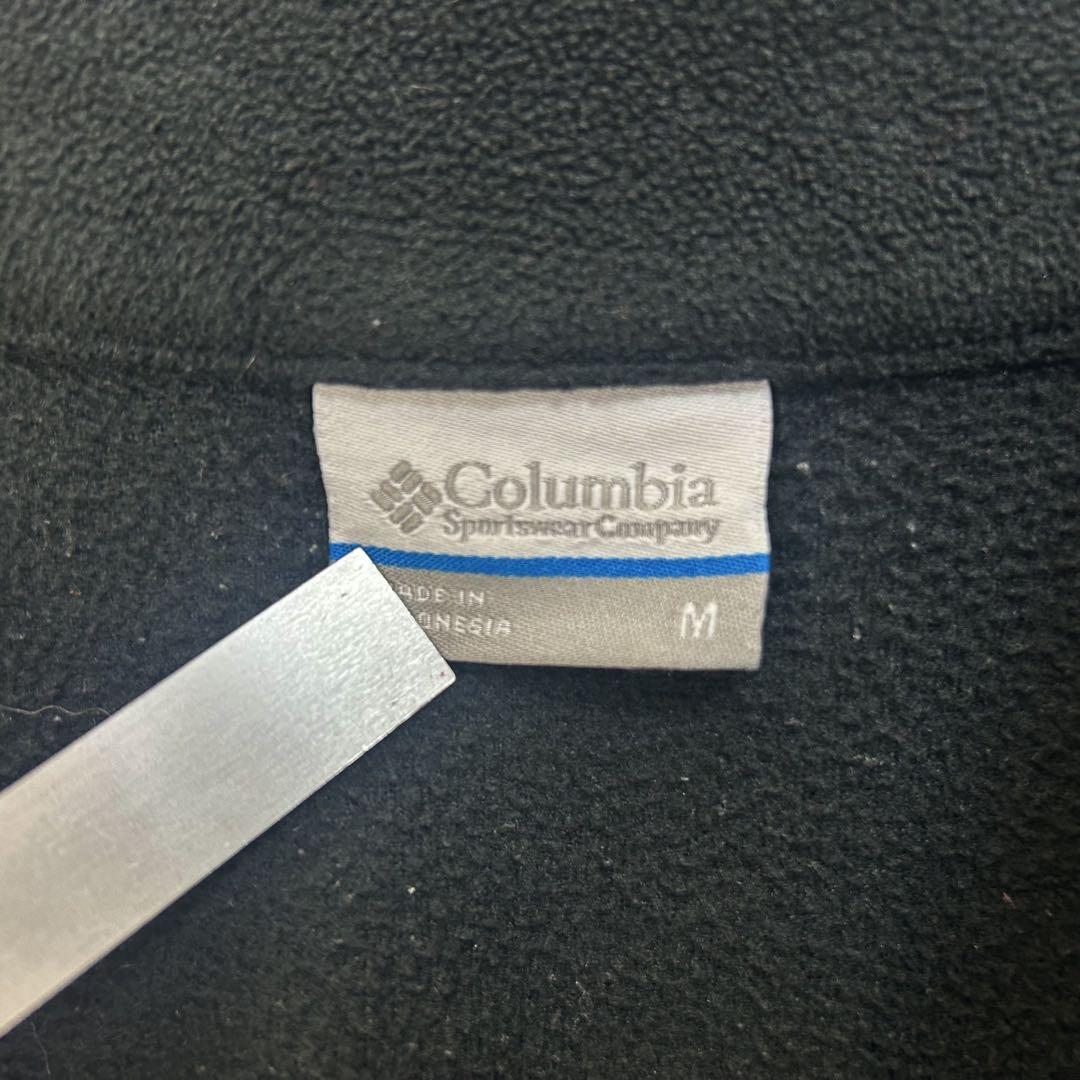 Columbia
Sportswear Company
ADE IN
ONESIA
M